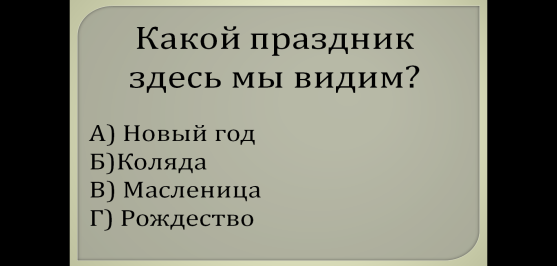 Какой праздник
здесь мы видим?
А) Новый год
Б)Коляда
В) Масленица
Г) Рождество